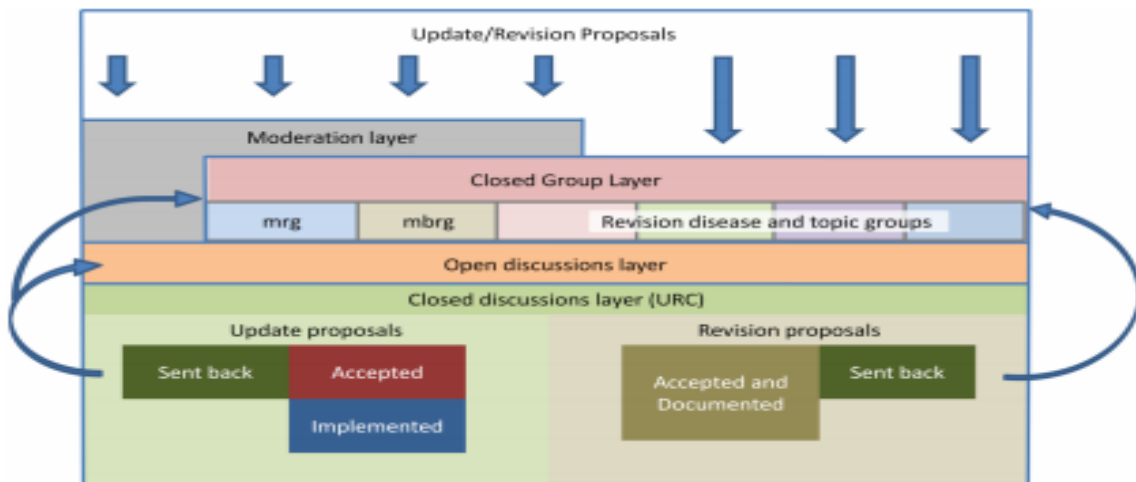 Update/Revision Proposals
Moderation layer
Closed Group Layer
mrg
mbrg
Revision disease and topic groups
Open discussions layer
Closed discussions layer (URC)
Update proposals
Revision proposals
Sent back
Accepted
Accepted and
Documented
Sent back
Implemented